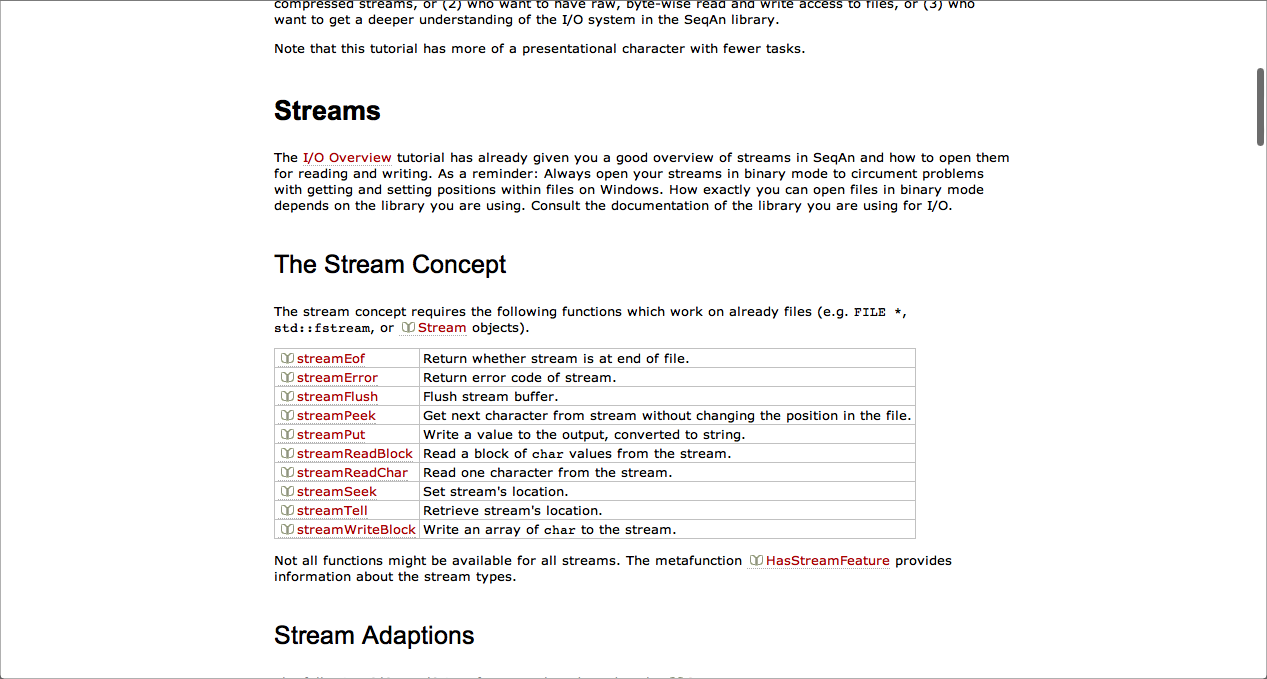 compressed streams, or (2) who want to have raw, byte-wise read and write access to files, or (3) who
want to get a deeper understanding of the I/O system in the SeqAn library.
Note that this tutorial has more of a presentational character with fewer tasks.
Streams
The I/O Overview tutorial has already given you a good overview of streams in SeqAn and how to open them
for reading and writing. As a reminder: Always open your streams in binary mode to circument problems
with getting and setting positions within files on Windows. How exactly you can open files in binary mode
depends on the library you are using. Consult the documentation of the library you are using for I/O.
The Stream Concept
The stream concept requires the following functions which work on already files (e.g. FILE *,
std::fstream, or Stream objects).
streamEof Return whether stream is at end of file.
streamError Return error code of stream.
streamFlush Flush stream buffer.
streamPeek Get next character from stream without changing the position in the file.
streamPut Write a value to the output, converted to string.
streamReadBlock Read a block of char values from the stream.
streamReadChar Read one character from the stream.
streamSeek Set stream's location.
streamTell Retrieve stream's location.
streamWriteBlock Write an array of char to the stream.
Not all functions might be available for all streams. The metafunction HasStreamFeature provides
information about the stream types.
Stream Adaptions